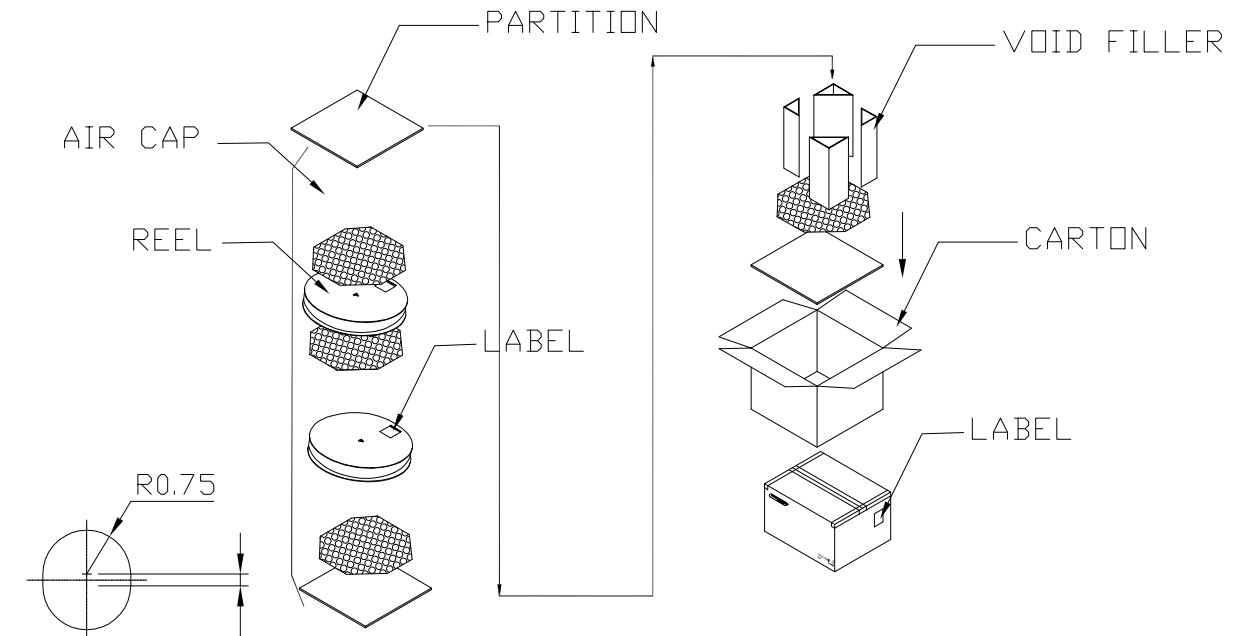 PARTITION
VOID FILLER
AIR CAP
REEL
CARTON
LABEL
LABEL
R0.75